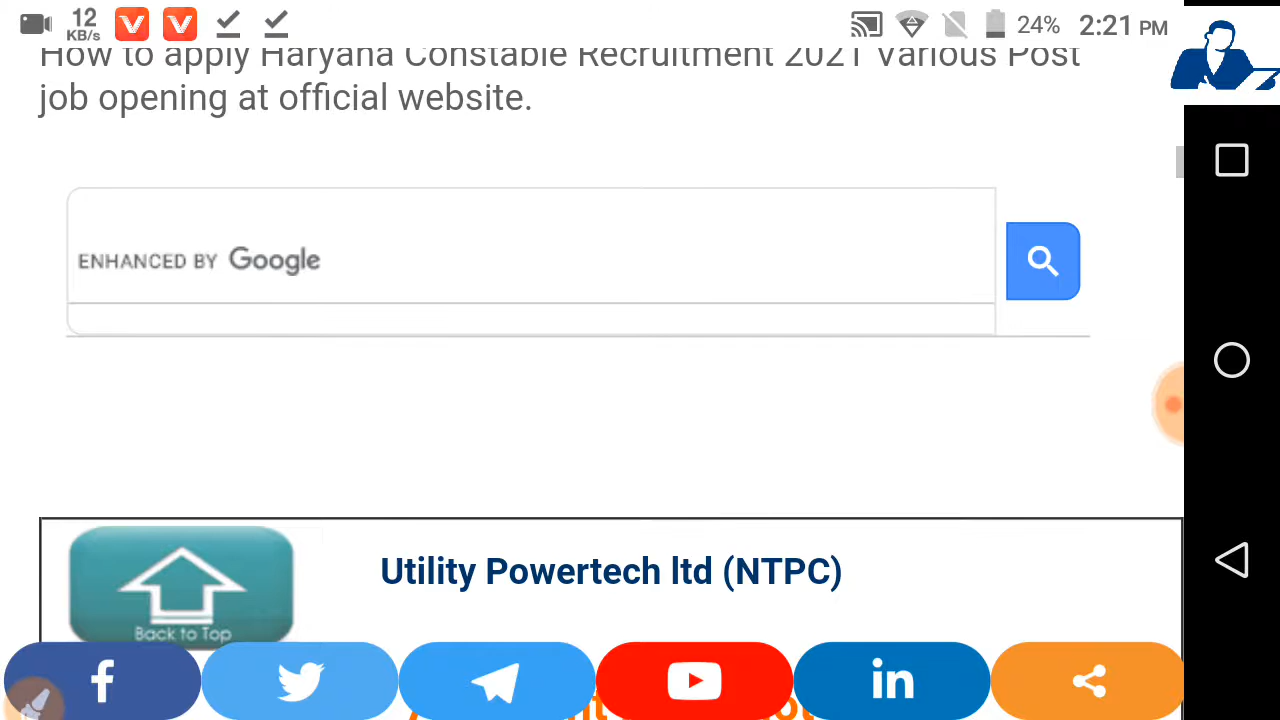 12
KB/s
24%
2:21 PM
How to apply Haryana Constable Recruitment 2021 Various Post
job opening at official website.
ENHANCED BY Google
Utility Powertech ltd (NTPC)
Back to Top
f
in